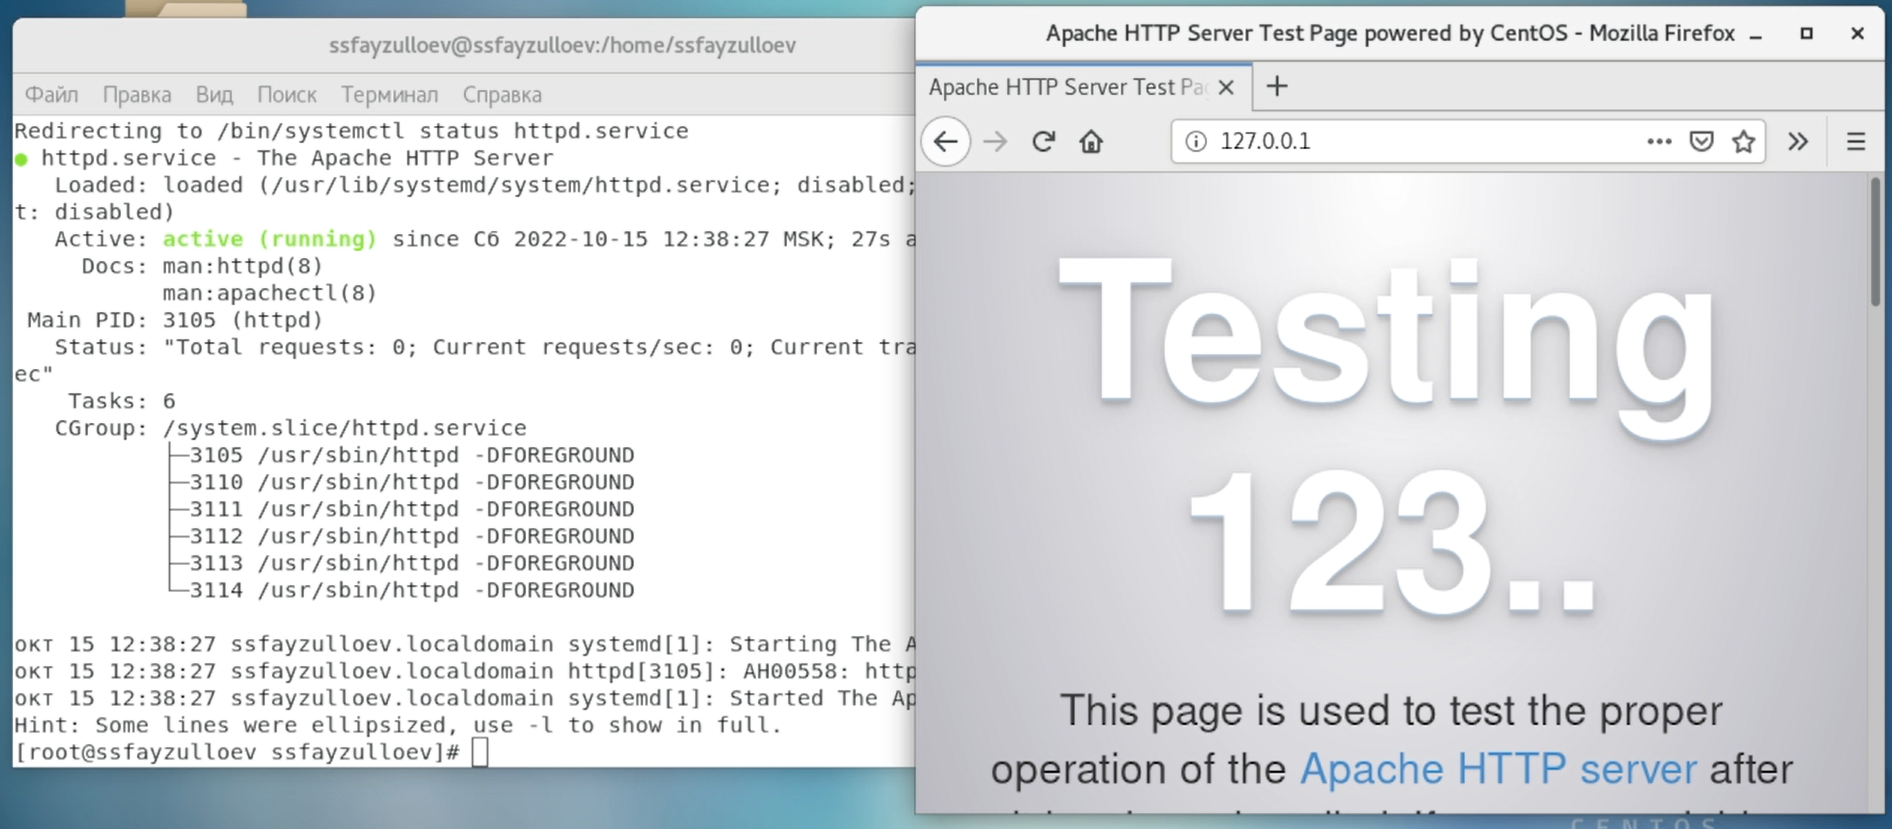 ssfayzulloev@ssfayzulloev:/home/ssfayzulloev
Файл Правка Вид Поиск Терминал Справка
Redirecting to /bin/systemctl status httpd.service
● httpd.service - The Apache HTTP Server
Loaded: loaded (/usr/lib/systemd/system/httpd.service; disabled;
t: disabled)
Active: active (running) since Сб 2022-10-15 12:38:27 MSK; 27s a
Docs: man:httpd(8)
man:apachectl(8)
Main PID: 3105 (httpd)
Status: "Total requests: 0; Current requests/sec: 0; Current tra
ec"
Tasks: 6
CGroup: /system.slice/httpd.service
├─3105 /usr/sbin/httpd -DFOREGROUND
├─3110 /usr/sbin/httpd -DFOREGROUND
├─3111 /usr/sbin/httpd -DFOREGROUND
├─3112 /usr/sbin/httpd -DFOREGROUND
├─3113 /usr/sbin/httpd -DFOREGROUND
└─3114 /usr/sbin/httpd -DFOREGROUND
окт 15 12:38:27 ssfayzulloev.localdomain systemd[1]: Starting The A
окт 15 12:38:27 ssfayzulloev.localdomain httpd[3105]: AH00558: http
окт 15 12:38:27 ssfayzulloev.localdomain systemd[1]: Started The Ap
Hint: Some lines were ellipsized, use -l to show in full.
[root@ssfayzulloev ssfayzulloev]#
Apache HTTP Server Test Page powered by CentOS - Mozilla Firefox
Apache HTTP Server Test Pag
127.0.0.1
Testing
123..
This page is used to test the proper
operation of the Apache HTTP server after
CENTOS